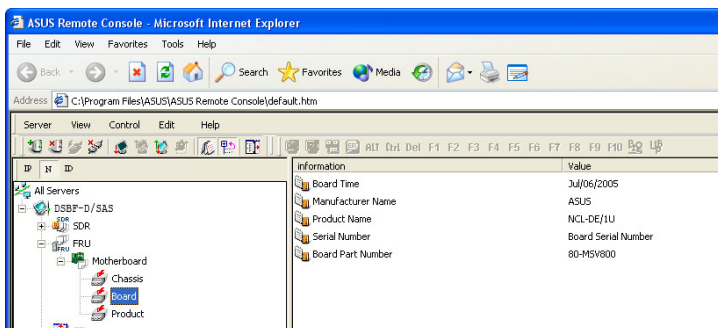 ASUS Remote Console - Microsoft Internet Explorer
File Edit View Favorites Tools Help
Back Search Favorites Media
Address C:\Program Files\ASUS\ASUS Remote Console\default.htm
Server View Control Edit Help
ALT Ctrl Del F1 F2 F3 F4 F5 F6 F7 F8 F9 F10
IP N ID
information Value
All Servers
DSBF-D/SAS
SDR SDR
FRU FRU
Motherboard
Chassis
Board
Product
Board Time Jul/06/2005
Manufacturer Name ASUS
Product Name NCL-DE/1U
Serial Number Board Serial Number
Board Part Number 80-MSV800